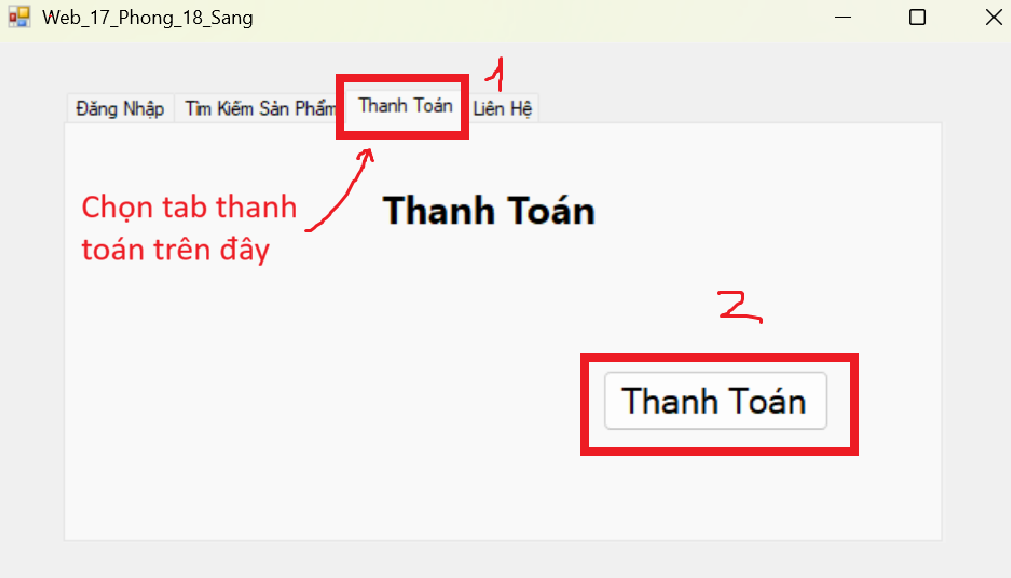 Web_17_Phong_18_Sang
1
Đăng Nhập Tìm Kiếm Sản Phẩm Thanh Toán Liên Hệ
Chọn tab thanh
toán trên đây
Thanh Toán
2
Thanh Toán